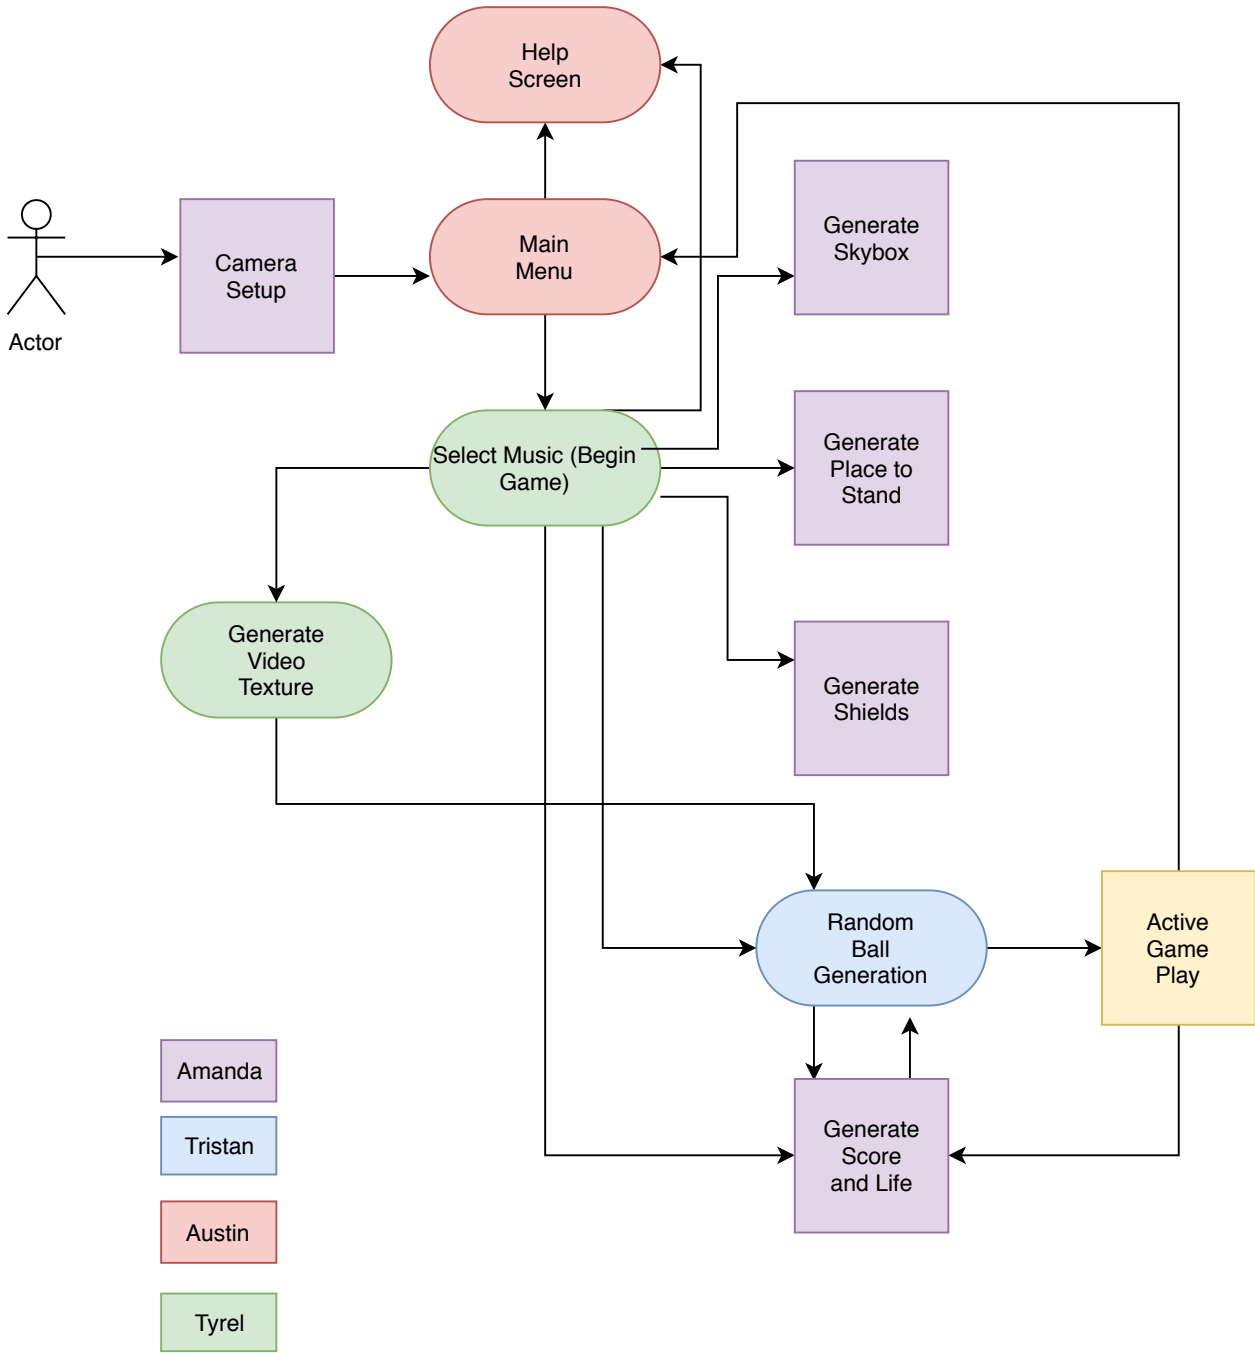 Help
Screen
Actor
Camera
Setup
Main
Menu
Generate
Skybox
Select Music (Begin
Game)
Generate
Place to
Stand
Generate
Video
Texture
Generate
Shields
Random
Ball
Generation
Active
Game
Play
Generate
Score
and Life
Amanda
Tristan
Austin
Tyrel